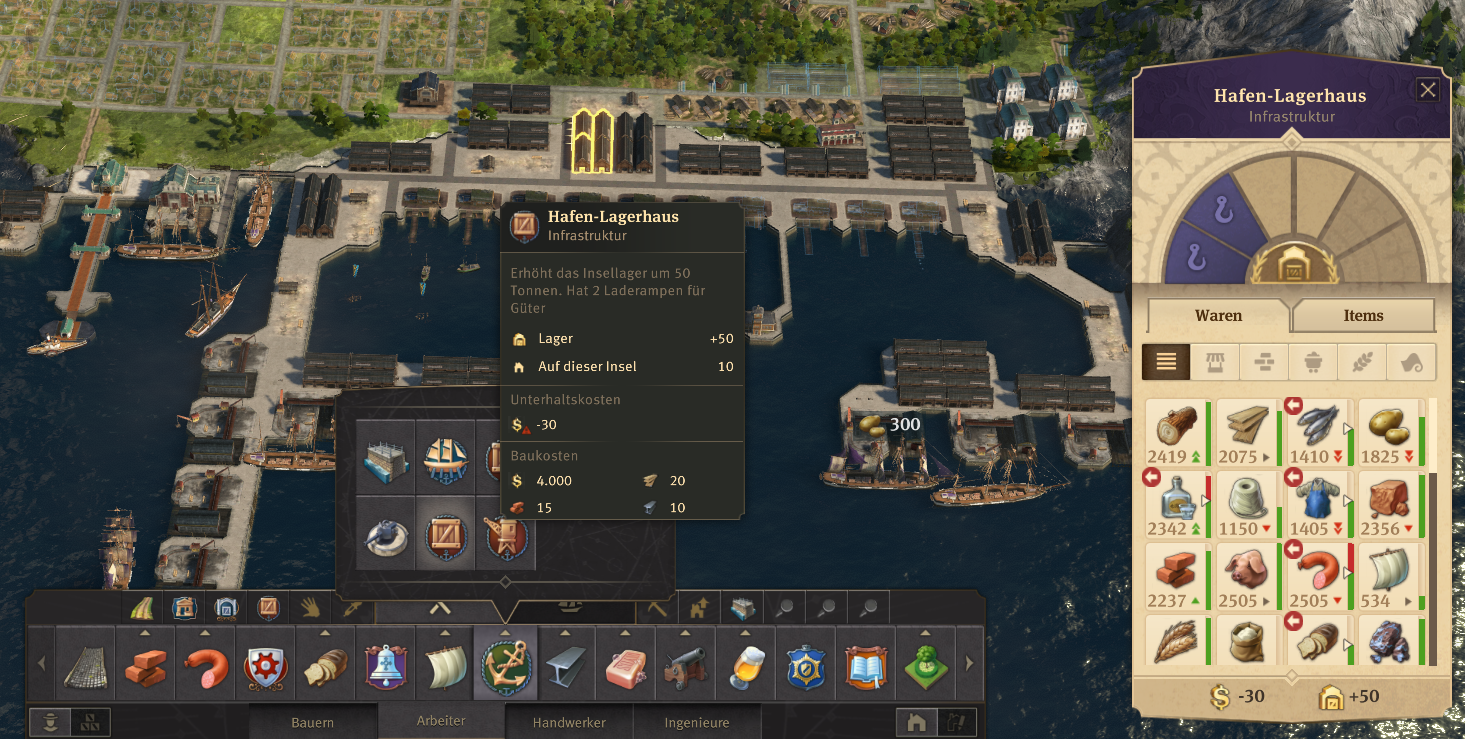 Hafen-Lagerhaus
Infrastruktur
Erhöht das Insellager um 50
Tonnen. Hat 2 Laderampen für
Güter
Lager +50
Auf dieser Insel 10
Unterhaltskosten
-30
Baukosten
4.000 20
15 10
300
Bauern Arbeiter Handwerker Ingenieure
Hafen-Lagerhaus
Infrastruktur
Waren Items
2419 2075 1410 1825
2342 1150 1405 2356
2237 2505 2505 534
-30 +50